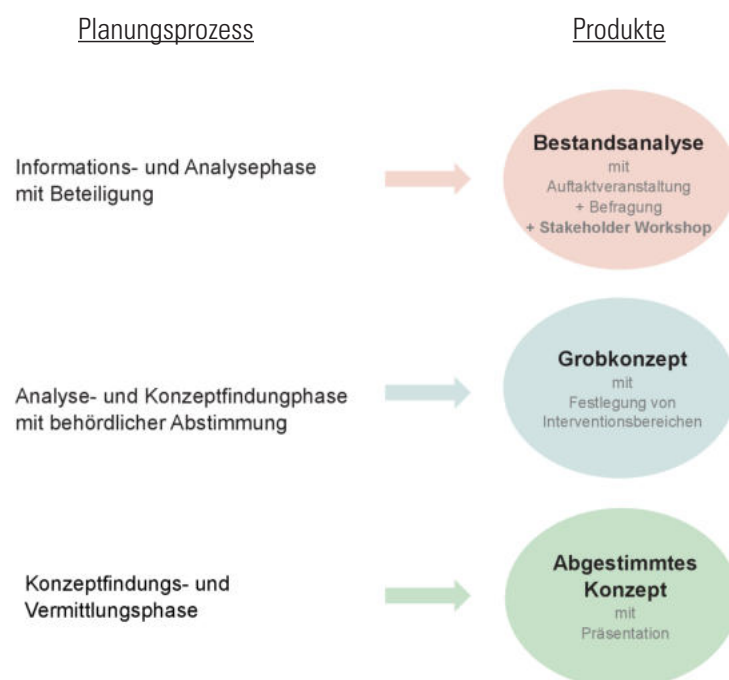 Planungsprozess
Produkte
Informations- und Analysephase
mit Beteiligung
Bestandsanalyse
mit
Auftaktveranstaltung
+ Befragung
+ Stakeholder Workshop
Analyse- und Konzeptfindungphase
mit behördlicher Abstimmung
Grobkonzept
mit
Festlegung von
Interventionsbereichen
Konzeptfindungs- und
Vermittlungsphase
Abgestimmtes
Konzept
mit
Präsentation